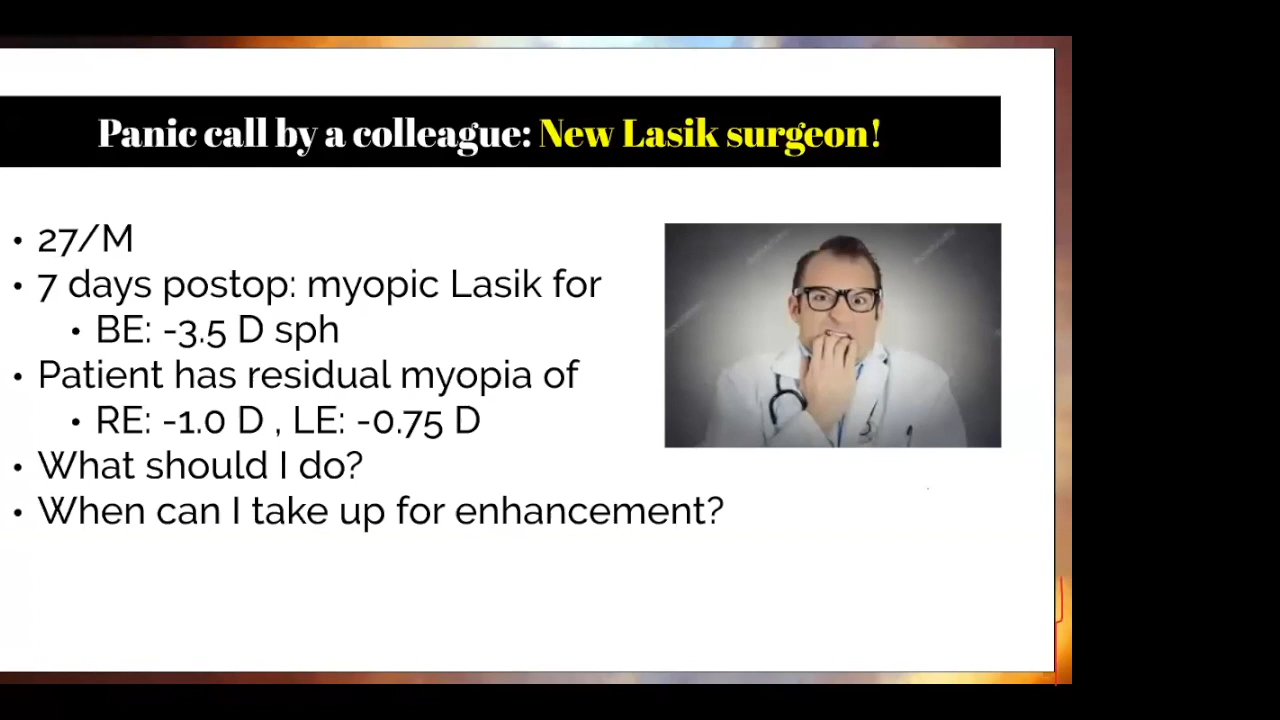 Panic call by a colleague: New Lasik surgeon!
• 27/M
• 7 days postop: myopic Lasik for
• BE: -3.5 D sph
• Patient has residual myopia of
• RE: -1.0 D , LE: -0.75 D
• What should I do?
• When can I take up for enhancement?